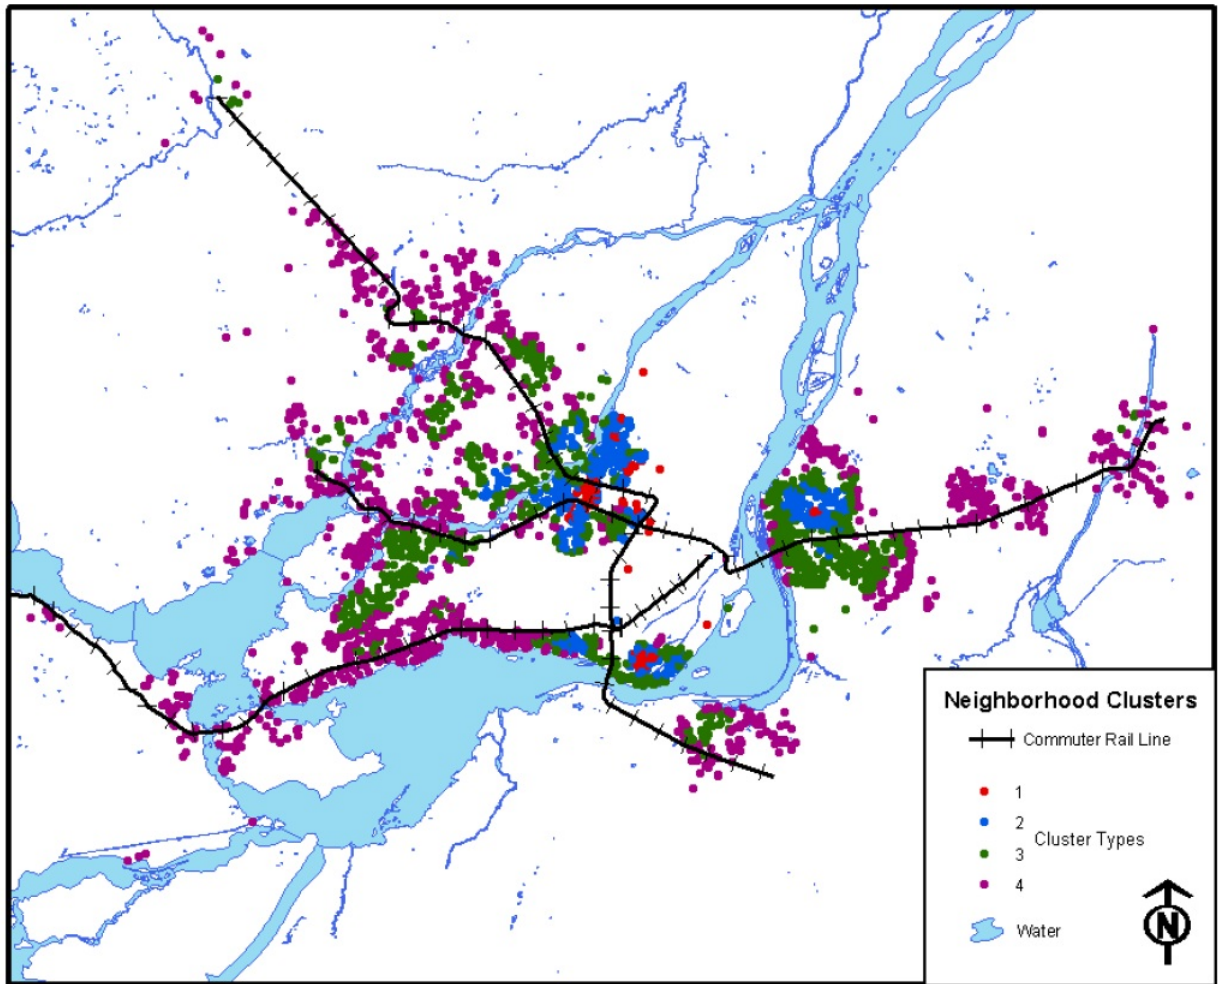 Neighborhood Clusters
Commuter Rail Line
1
2
Cluster Types
3
4
Water
N